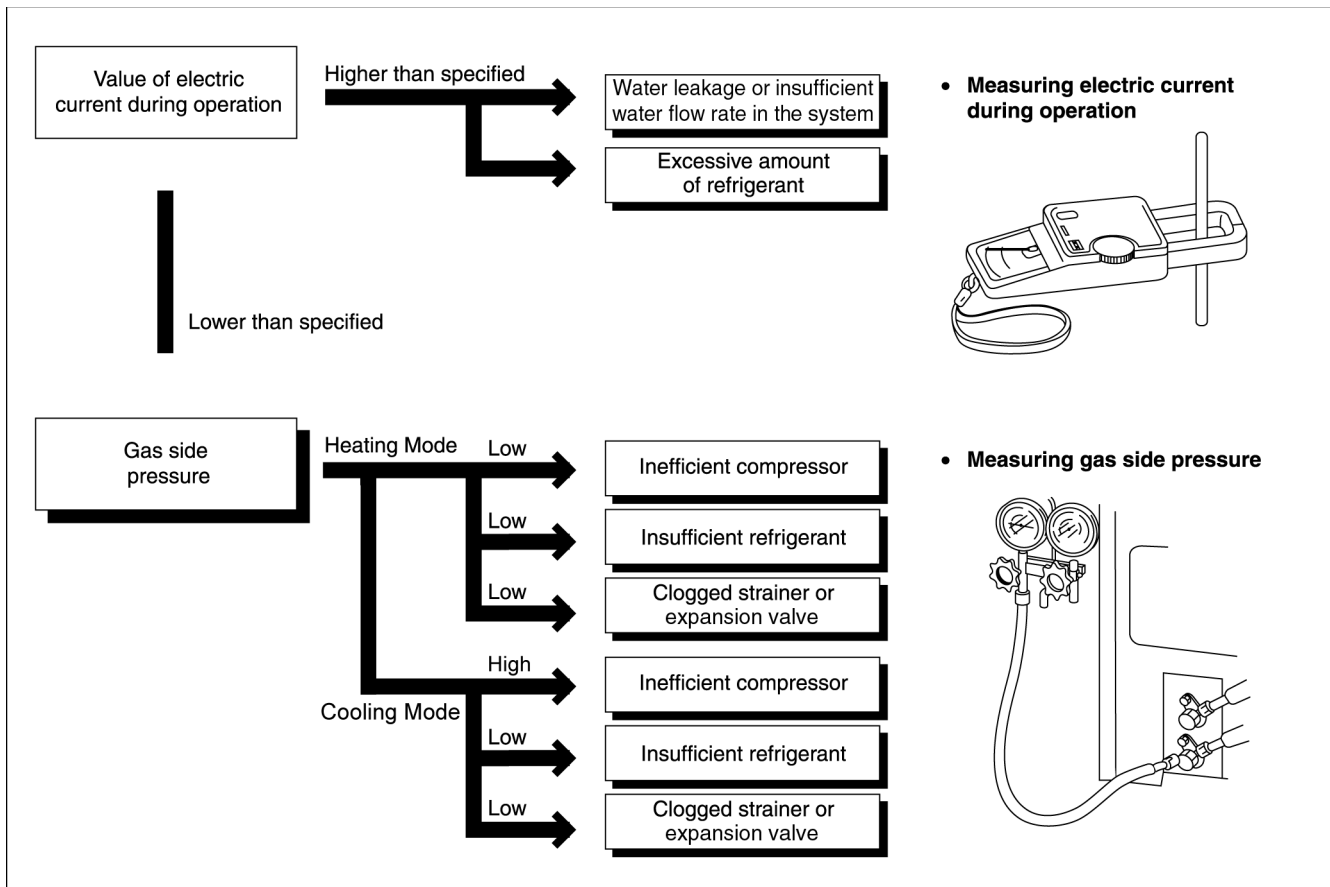 Value of electric
current during operation
Higher than specified
Water leakage or insufficient
water flow rate in the system
Excessive amount
of refrigerant
• Measuring electric current
during operation
Lower than specified
Gas side
pressure
Heating Mode
Low
Inefficient compressor
Low
Insufficient refrigerant
Low
Clogged strainer or
expansion valve
Cooling Mode
High
Inefficient compressor
Low
Insufficient refrigerant
Low
Clogged strainer or
expansion valve
• Measuring gas side pressure